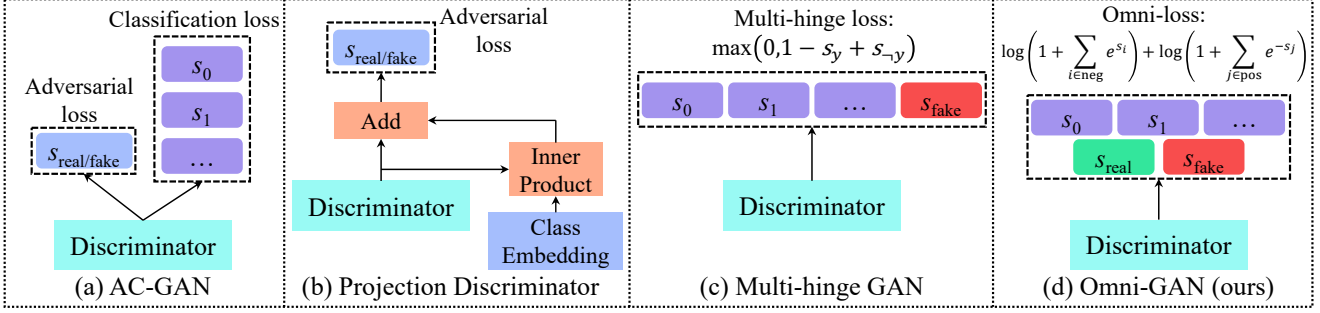 Classification loss
s_0
s_1
…
Adversarial
loss
s_real/fake
Discriminator
(a) AC-GAN
Adversarial
loss
s_real/fake
Add
Inner
Product
Discriminator
Class
Embedding
(b) Projection Discriminator
Multi-hinge loss:
max(0,1 − s_y + s_¬y)
s_0 s_1 … s_fake
Discriminator
(c) Multi-hinge GAN
Omni-loss:
log(1 + ∑_{i∈neg} e^{s_i}) + log(1 + ∑_{j∈pos} e^{−s_j})
s_0 s_1 …
s_real s_fake
Discriminator
(d) Omni-GAN (ours)